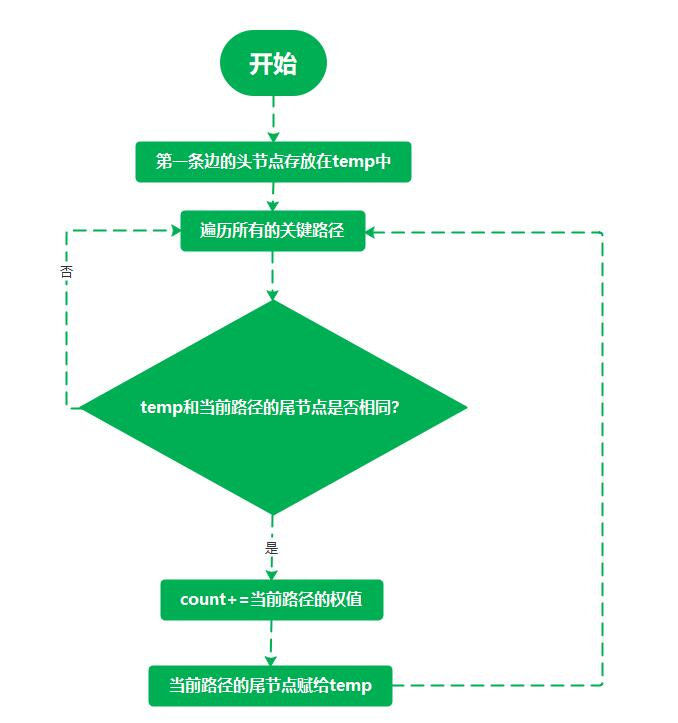 开始
第一条边的头节点存放在temp中
遍历所有的关键路径
否
temp和当前路径的尾节点是否相同？
是
count+=当前路径的权值
当前路径的尾节点赋给temp